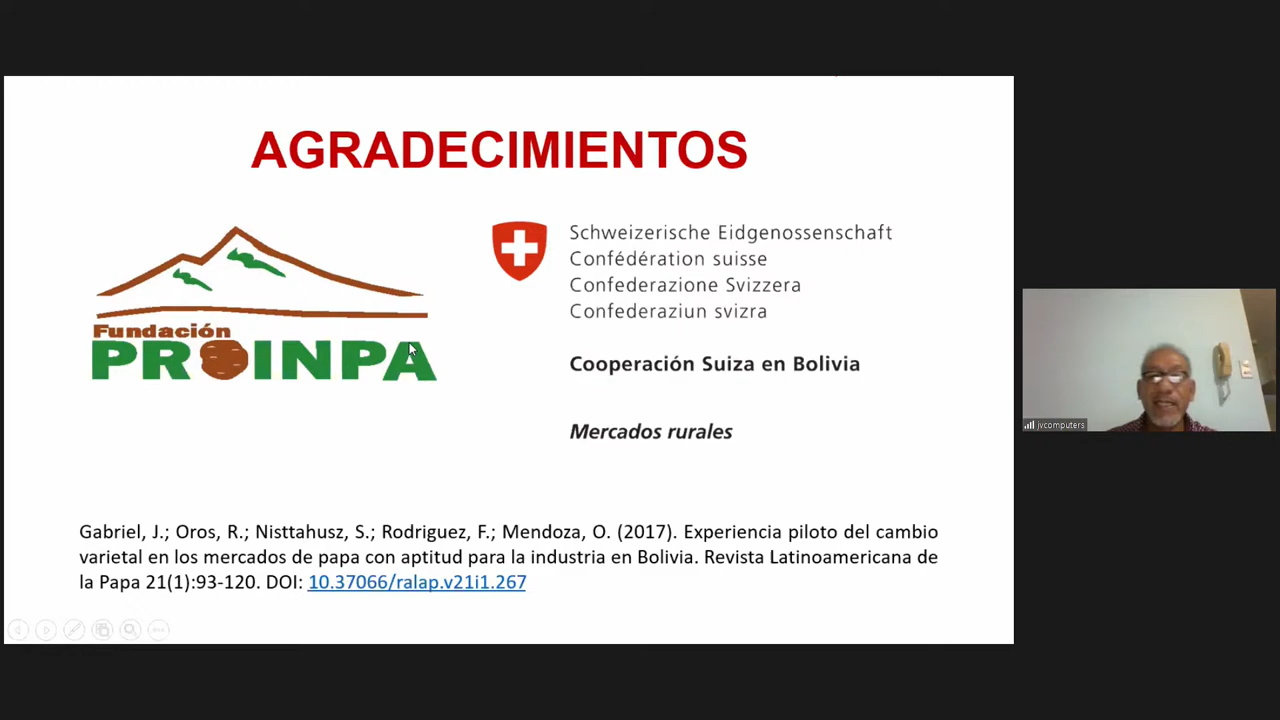 AGRADECIMIENTOS
Fundación
PROINPA
Schweizerische Eidgenossenschaft
Confédération suisse
Confederazione Svizzera
Confederaziun svizra
Cooperación Suiza en Bolivia
Mercados rurales
Gabriel, J.; Oros, R.; Nisttahusz, S.; Rodriguez, F.; Mendoza, O. (2017). Experiencia piloto del cambio
varietal en los mercados de papa con aptitud para la industria en Bolivia. Revista Latinoamericana de
la Papa 21(1):93-120. DOI: 10.37066/ralap.v21i1.267
jvcomputers